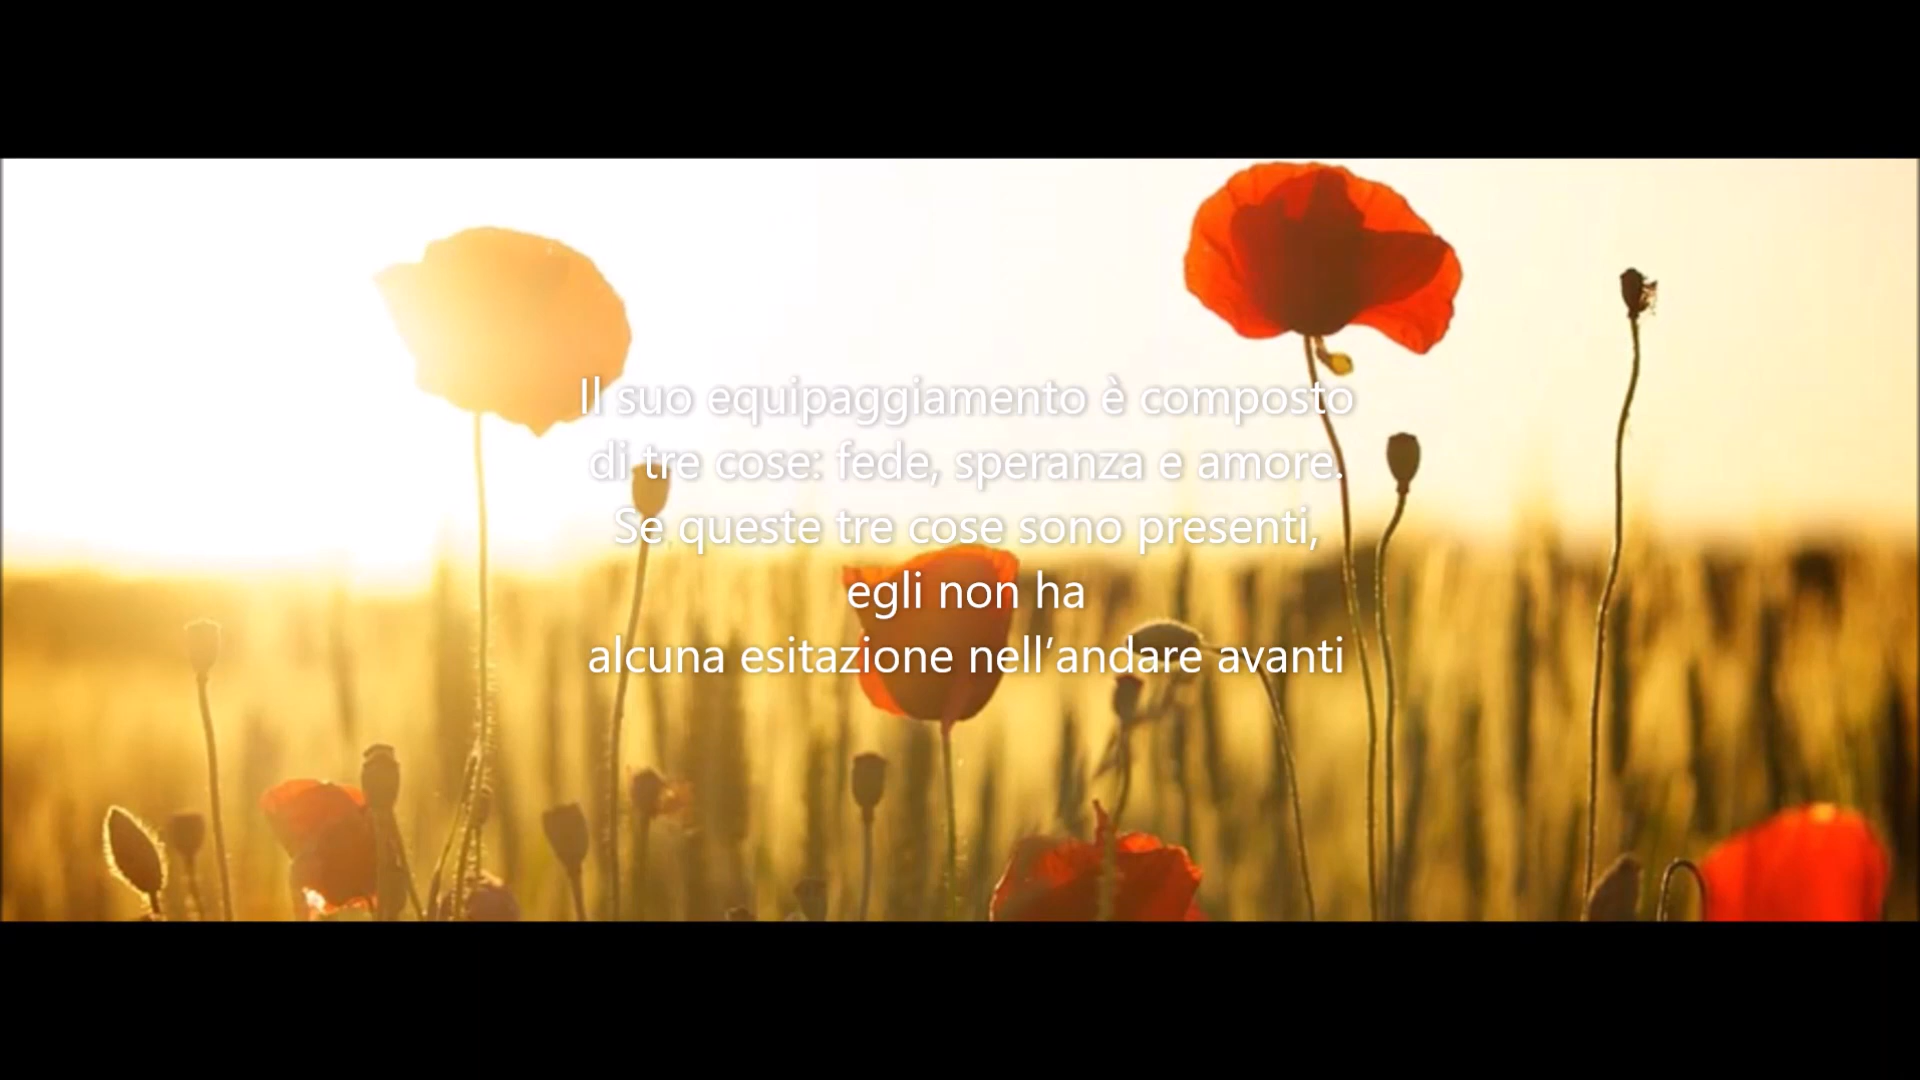 Il suo equipaggiamento è composto
di tre cose: fede, speranza e amore.
Se queste tre cose sono presenti,
egli non ha
alcuna esitazione nell’andare avanti